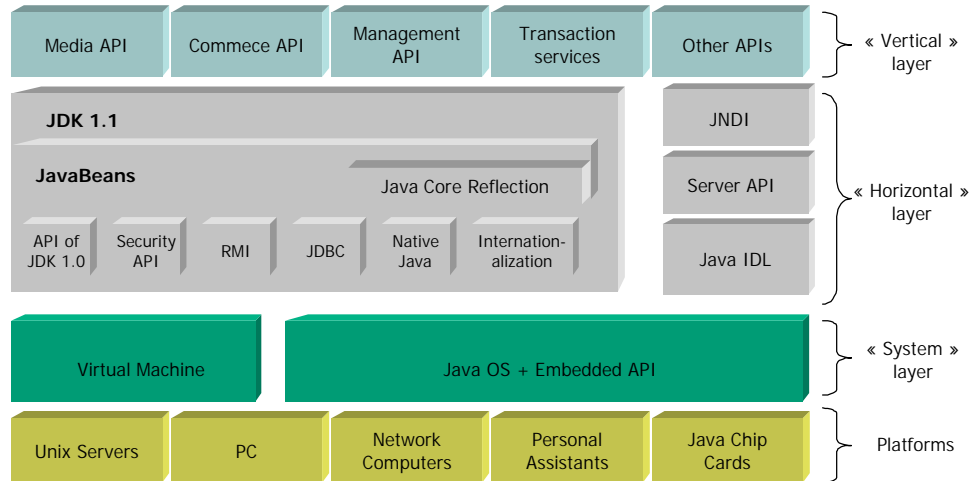 Media API
Commece API
Management
API
Transaction
services
Other APIs
« Vertical »
layer
JDK 1.1
JavaBeans
Java Core Reflection
API of
JDK 1.0
Security
API
RMI
JDBC
Native
Java
Internation-
alization
JNDI
Server API
Java IDL
« Horizontal »
layer
Virtual Machine
Java OS + Embedded API
« System »
layer
Unix Servers
PC
Network
Computers
Personal
Assistants
Java Chip
Cards
Platforms